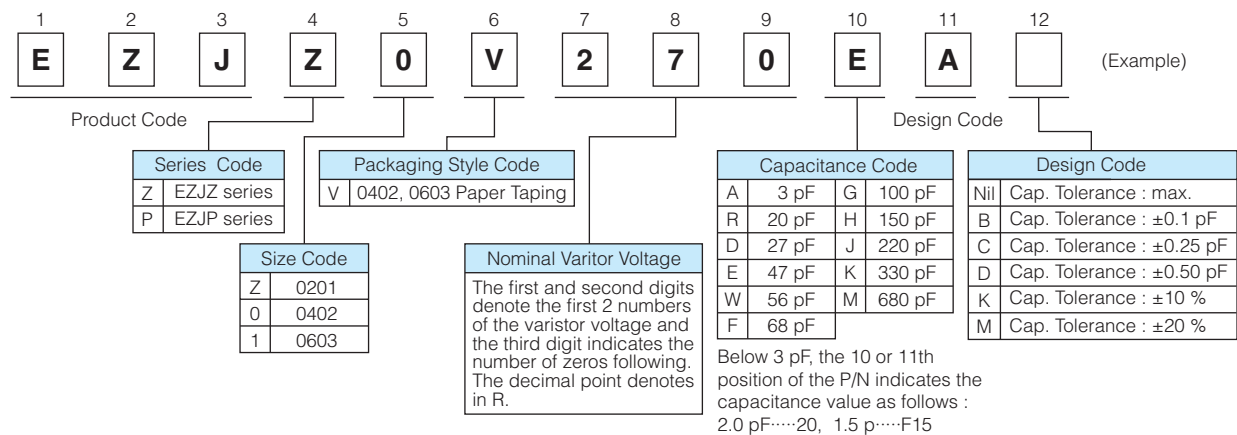 1 2 3 4 5 6 7 8 9 10 11 12
E Z J Z 0 V 2 7 0 E A (Example)
Product Code
Design Code
Series Code
Z EZJZ series
P EZJP series
Size Code
Z 0201
0 0402
1 0603
Packaging Style Code
V 0402, 0603 Paper Taping
Nominal Varitor Voltage
The first and second digits
denote the first 2 numbers
of the varistor voltage and
the third digit indicates the
number of zeros following.
The decimal point denotes
in R.
Capacitance Code
A 3 pF G 100 pF
R 20 pF H 150 pF
D 27 pF J 220 pF
E 47 pF K 330 pF
W 56 pF M 680 pF
F 68 pF
Below 3 pF, the 10 or 11th
position of the P/N indicates the
capacitance value as follows :
2.0 pF·····20, 1.5 p·····F15
Design Code
Nil Cap. Tolerance : max.
B Cap. Tolerance : ±0.1 pF
C Cap. Tolerance : ±0.25 pF
D Cap. Tolerance : ±0.50 pF
K Cap. Tolerance : ±10 %
M Cap. Tolerance : ±20 %